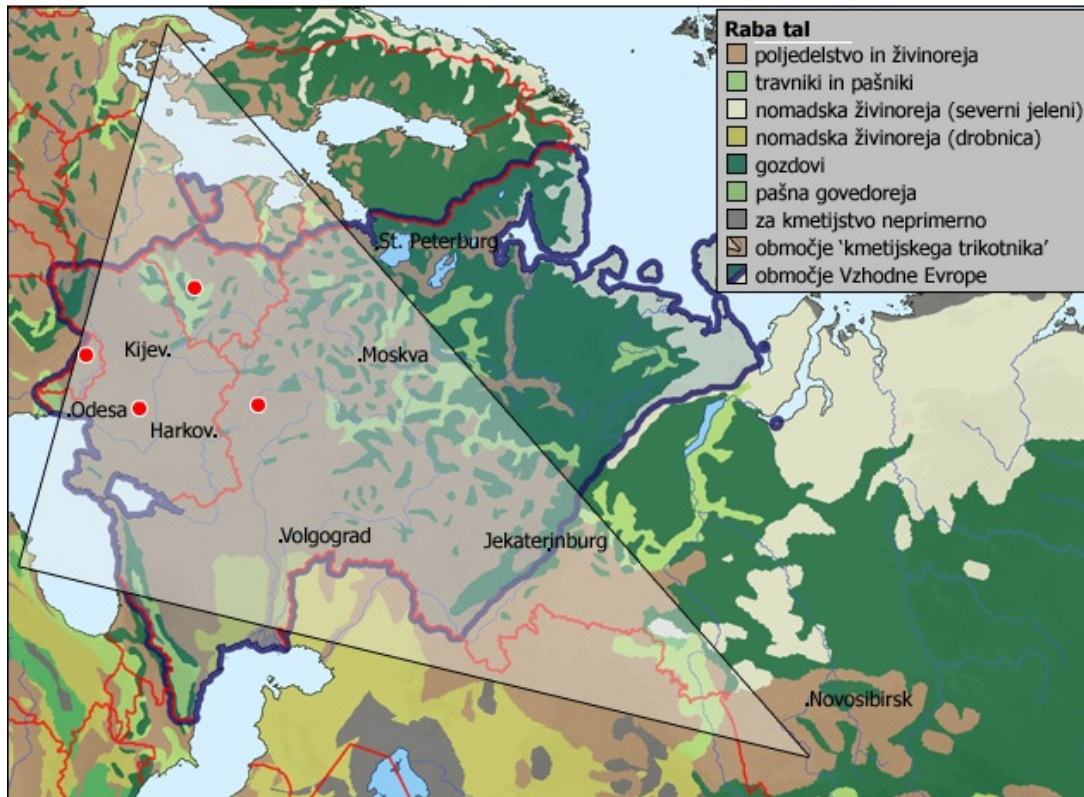 Raba tal
poljedelstvo in živinoreja
travniki in pašniki
nomadska živinoreja (severni jeleni)
nomadska živinoreja (drobnica)
gozdovi
pašna govedoreja
za kmetijstvo neprimerno
območje 'kmetijskega trikotnika'
območje Vzhodne Evrope
St. Peterburg
Kijev
Moskva
Odesa
Harkov
Volgograd
Jekaterinburg
Novosibirsk